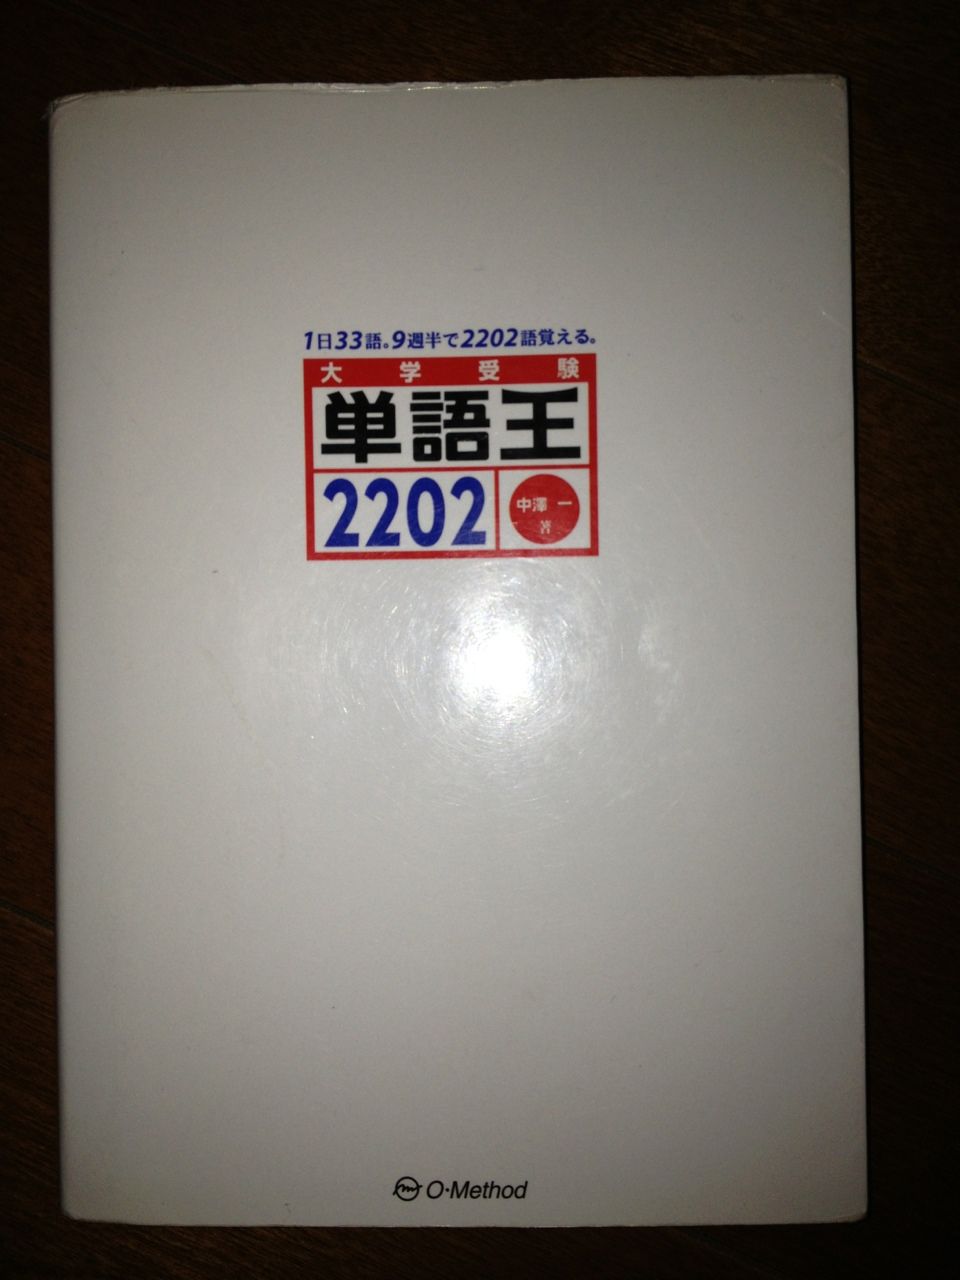 1日33語。9週半で2202語覚える。
大学受験
単語王
2202
中澤 一
著
O·Method